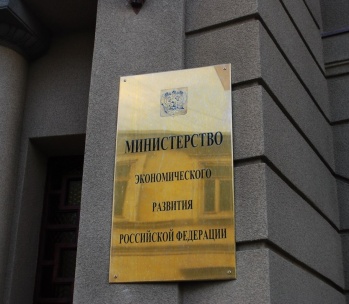 МИНИСТЕРСТВО
ЭКОНОМИЧЕСКОГО
РАЗВИТИЯ
РОССИЙСКОЙ ФЕДЕРАЦИИ